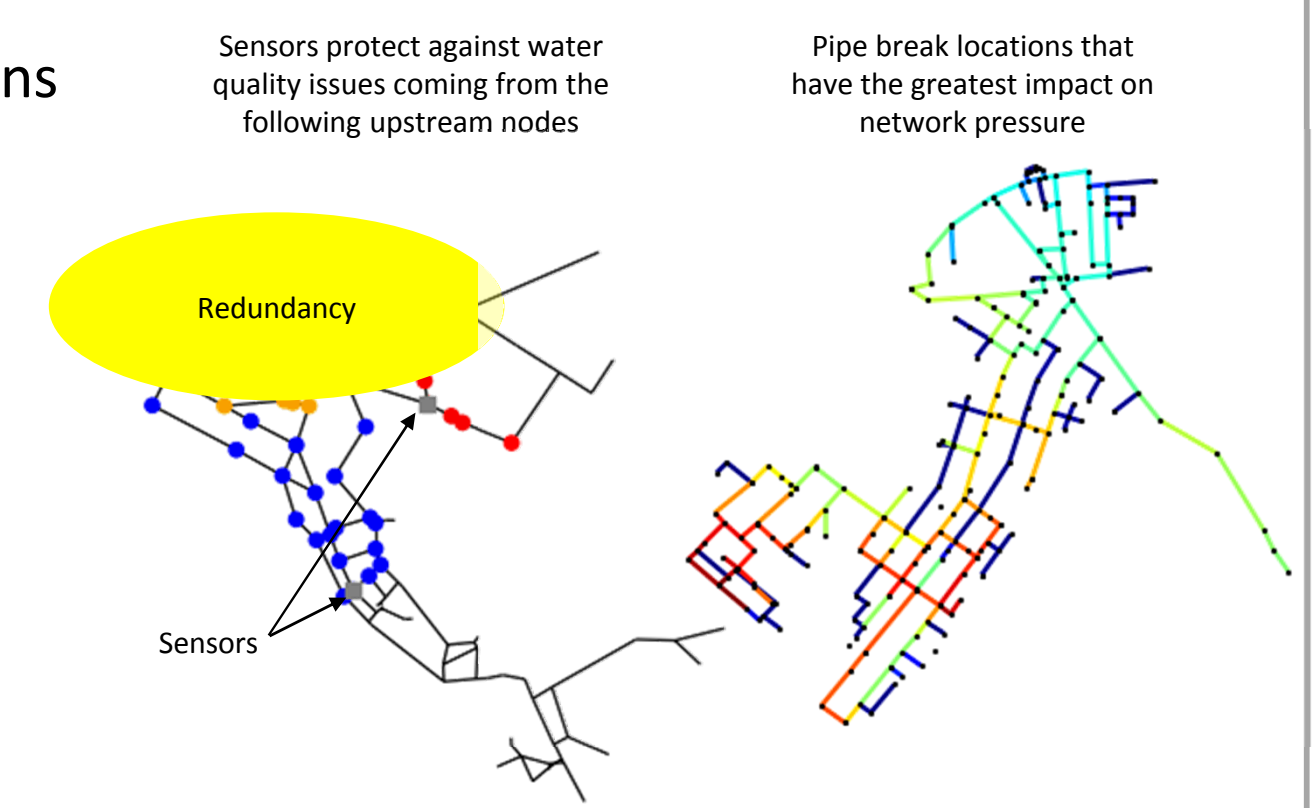 ns
Sensors protect against water
quality issues coming from the
following upstream nodes
Pipe break locations that
have the greatest impact on
network pressure
Redundancy
Sensors